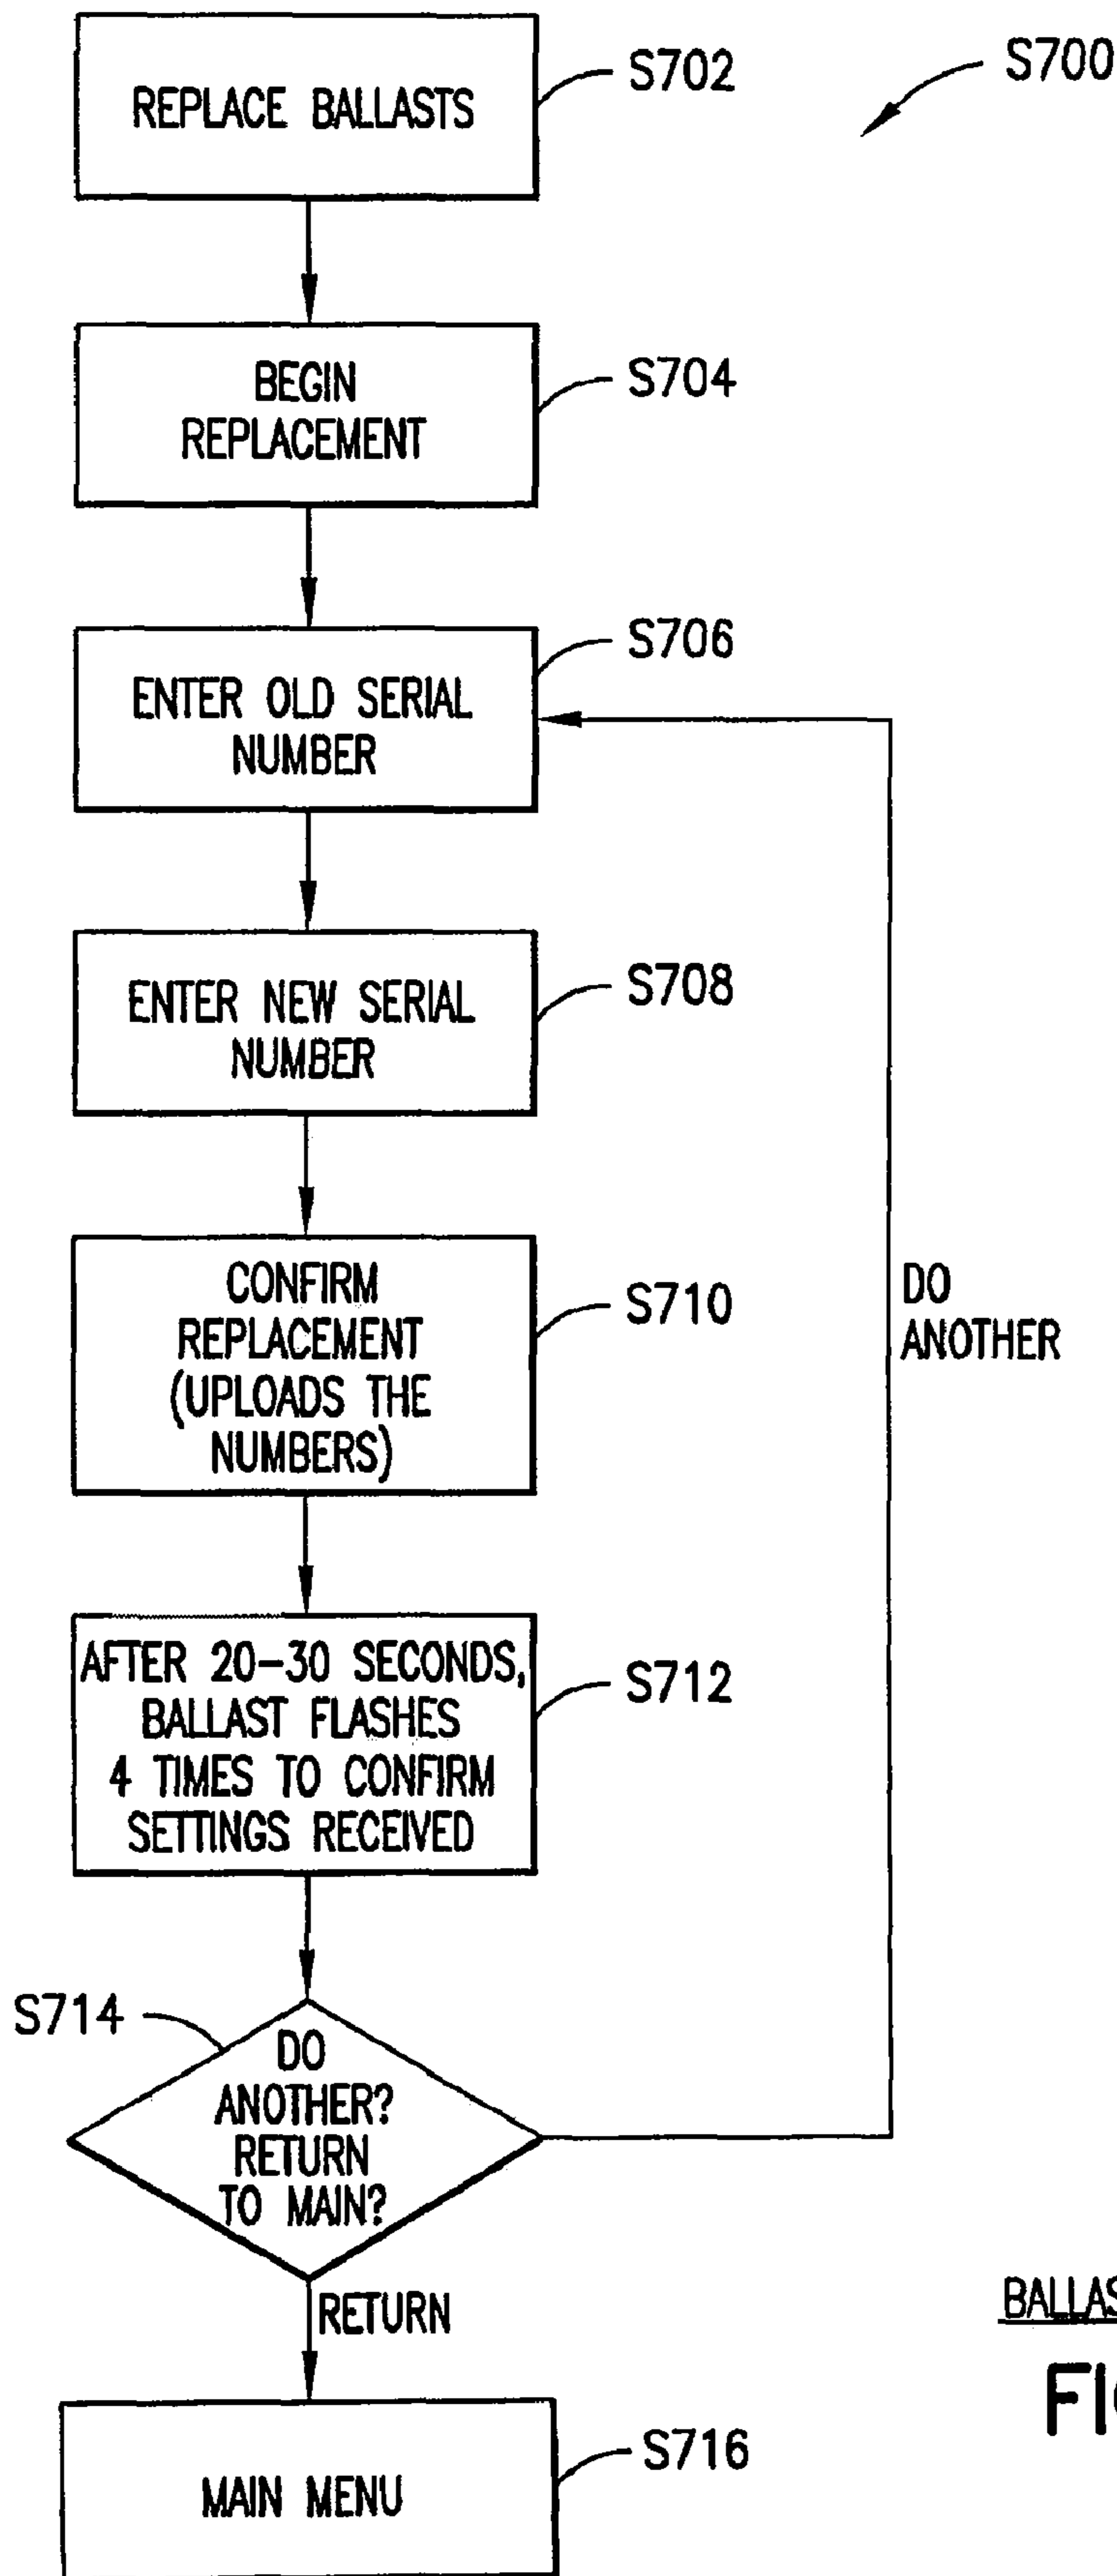 S700
REPLACE BALLASTS
S702
BEGIN
REPLACEMENT
S704
ENTER OLD SERIAL
NUMBER
S706
ENTER NEW SERIAL
NUMBER
S708
CONFIRM
REPLACEMENT
(UPLOADS THE
NUMBERS)
S710
DO
ANOTHER
AFTER 20-30 SECONDS,
BALLAST FLASHES
4 TIMES TO CONFIRM
SETTINGS RECEIVED
S712
S714
DO
ANOTHER?
RETURN
TO MAIN?
RETURN
MAIN MENU
S716